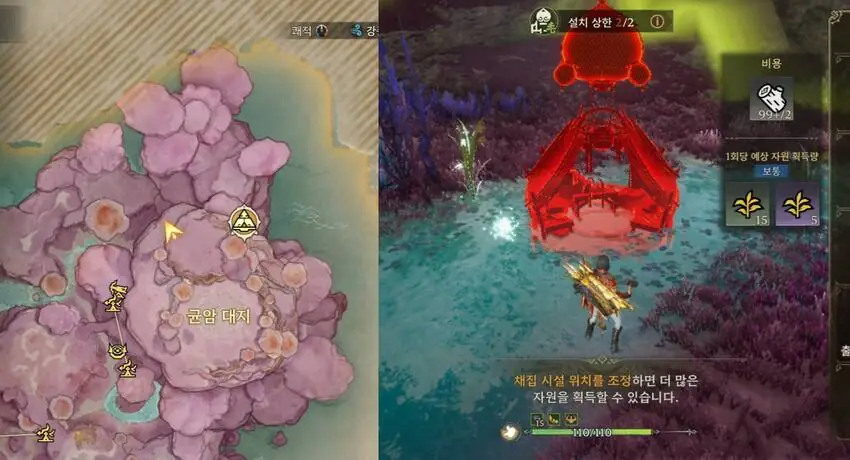 쾌적
강
균암 대지
설치 상한 2/2
비용
99+/2
1회당 예상 자원 획득량
보통
15
5
채집 시설 위치를 조정하면 더 많은
자원을 획득할 수 있습니다.
15
110/110
출